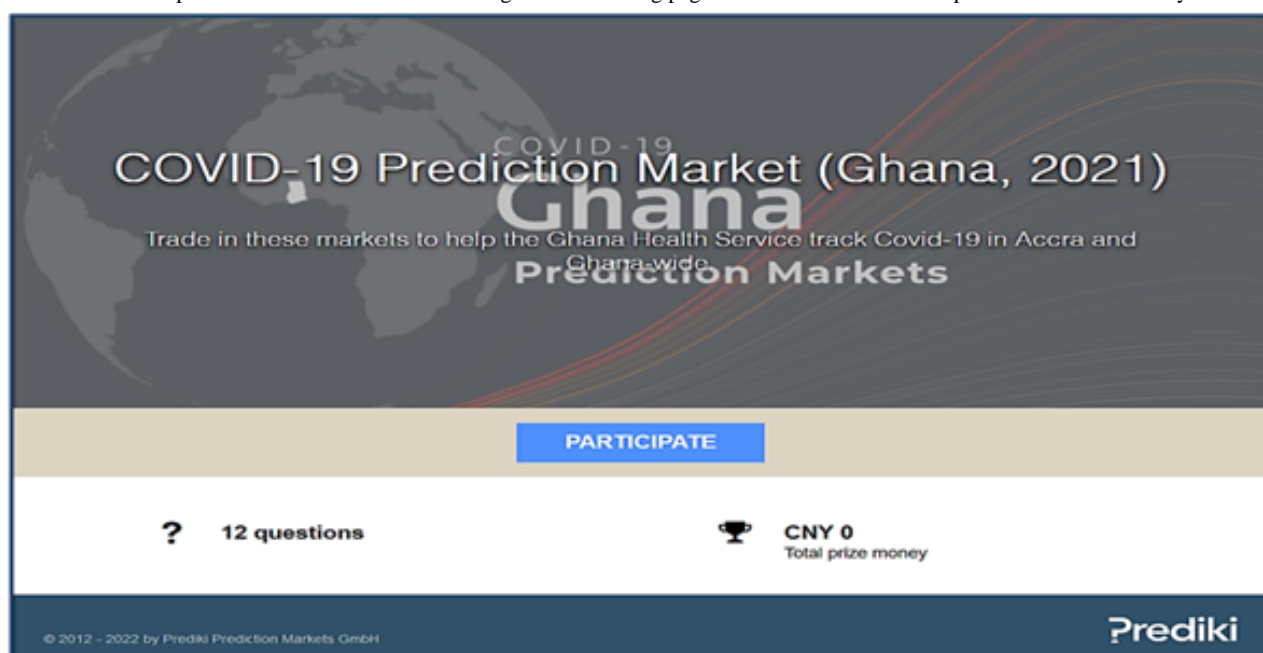 COVID-19
COVID-19 Prediction Market (Ghana, 2021)
Ghana
Trade in these markets to help the Ghana Health Service track Covid-19 in Accra and
Ghana-wide.
Prediction Markets
PARTICIPATE
? 12 questions
CNY 0
Total prize money
© 2012 - 2022 by Prediki Prediction Markets GmbH
Prediki